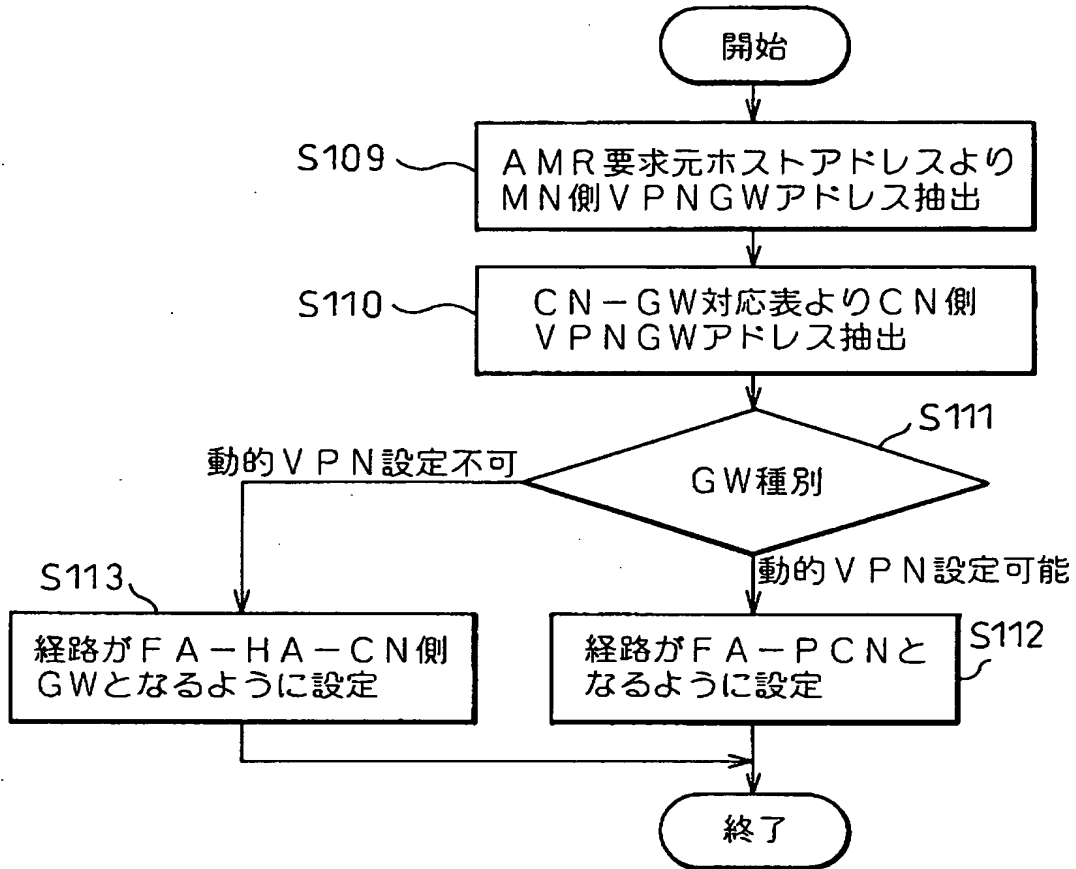 開始
S109
AMR要求元ホストアドレスより
MN側VPNGWアドレス抽出
S110
CN-GW対応表よりCN側
VPNGWアドレス抽出
S111
GW種別
動的VPN設定不可
動的VPN設定可能
S113
経路がFA-HA-CN側
GWとなるように設定
S112
経路がFA-PCNと
なるように設定
終了